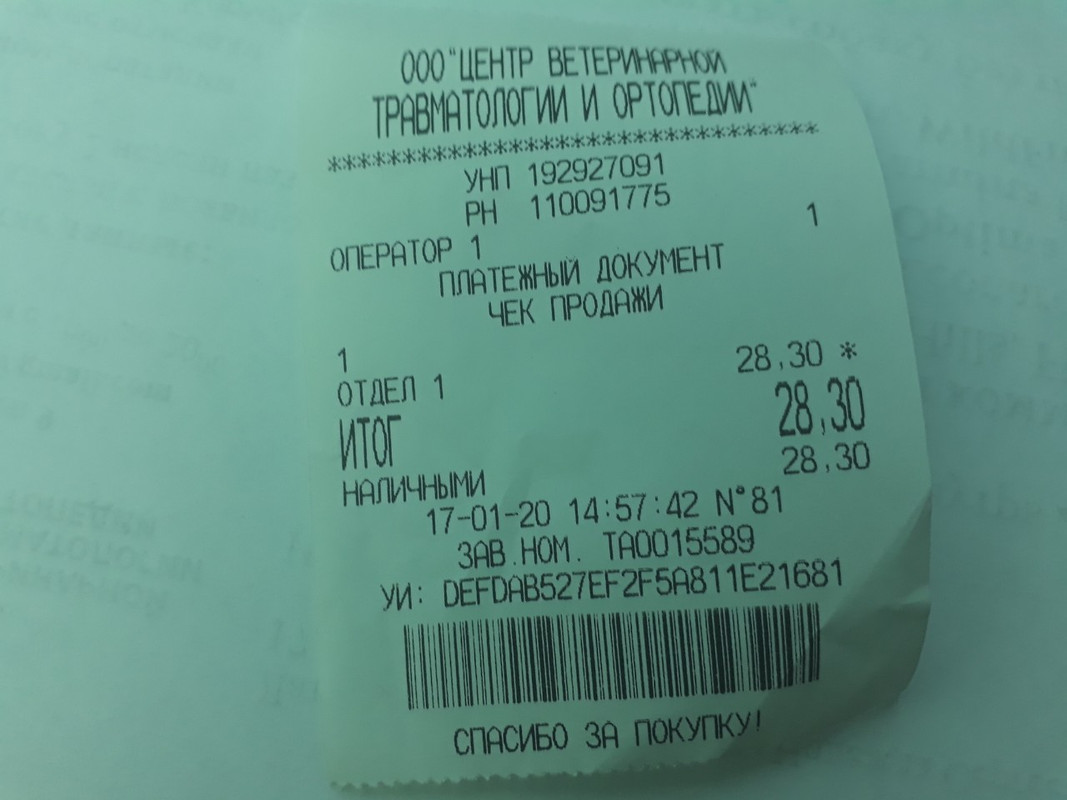 ООО"ЦЕНТР ВЕТЕРИНАРНОЙ
ТРАВМАТОЛОГИИ И ОРТОПЕДИИ"
*********************************
УНП 192927091
РН 110091775
ОПЕРАТОР 1 1
ПЛАТЕЖНЫЙ ДОКУМЕНТ
ЧЕК ПРОДАЖИ
1 28,30 *
ОТДЕЛ 1
ИТОГ 28,30
НАЛИЧНЫМИ 28,30
17-01-20 14:57:42 N°81
ЗАВ.НОМ. ТА0015589
УИ: DEFDAB527EF2F5A811E21681
СПАСИБО ЗА ПОКУПКУ!